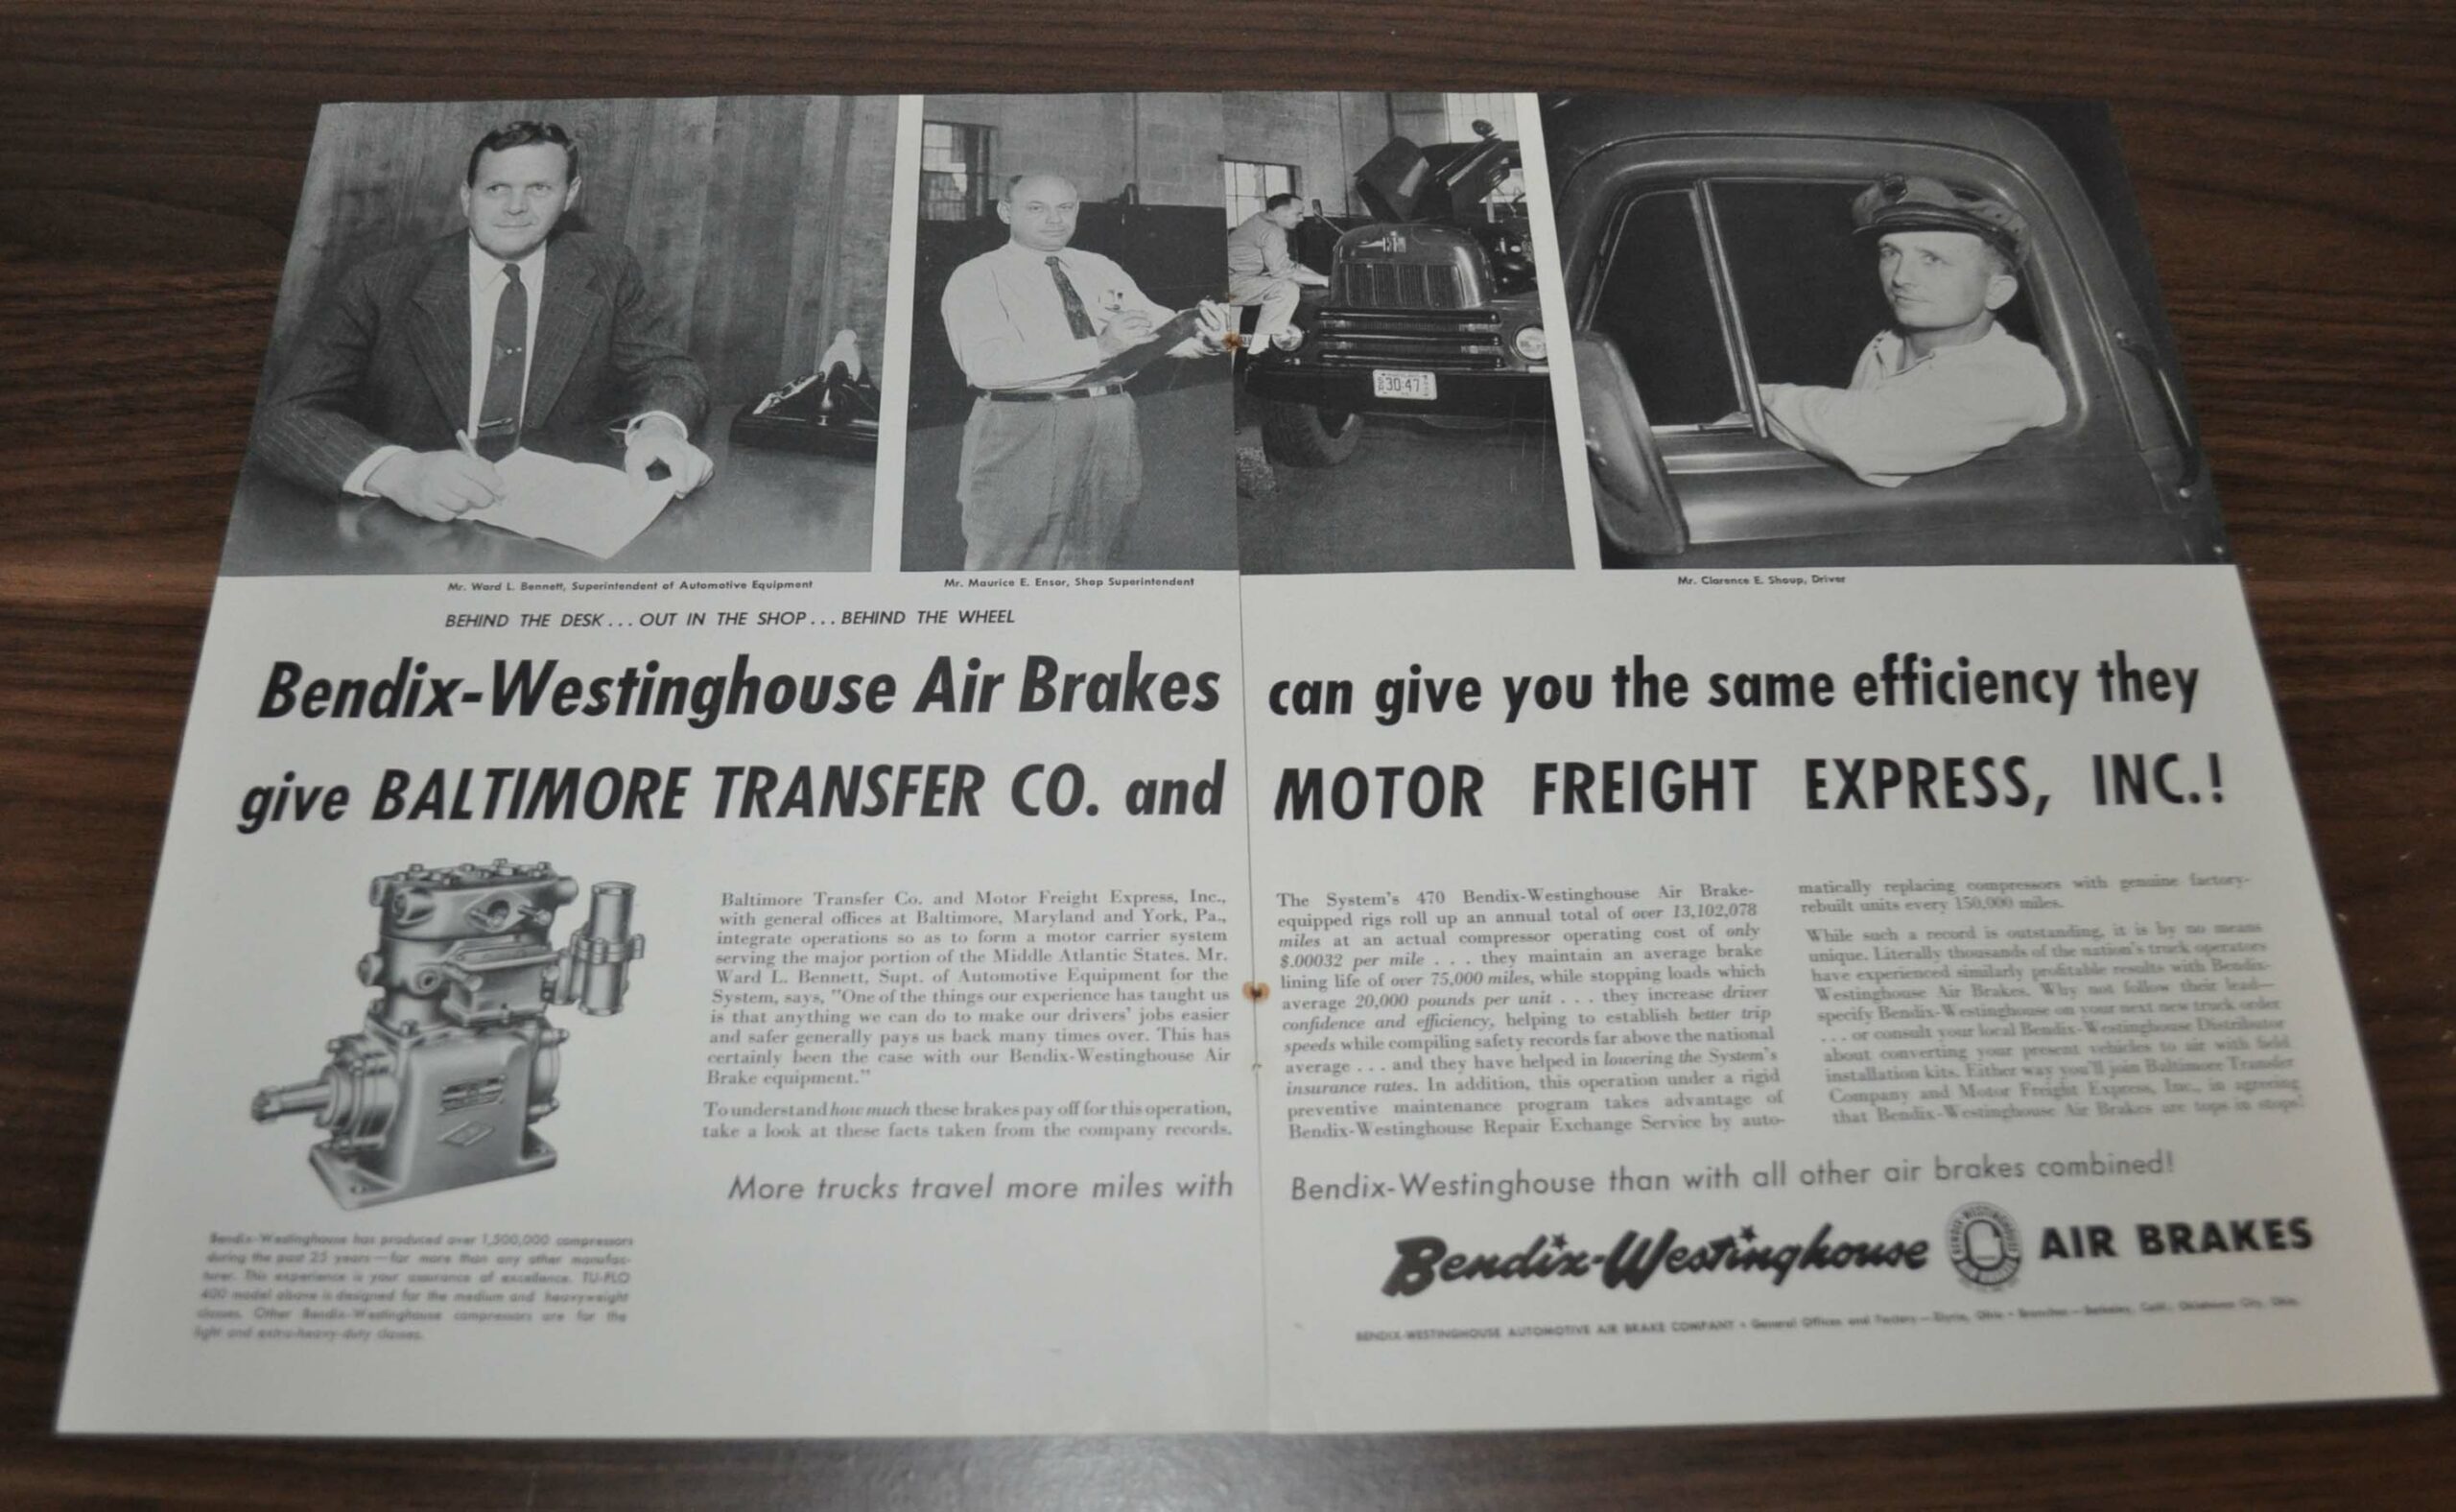 30·47
Mr. Ward L. Bennett, Superintendent of Automotive Equipment
Mr. Maurice E. Ensor, Shop Superintendent
Mr. Clarence E. Shoup, Driver
BEHIND THE DESK . . . OUT IN THE SHOP . . . BEHIND THE WHEEL
Bendix-Westinghouse Air Brakes can give you the same efficiency they
give BALTIMORE TRANSFER CO. and MOTOR FREIGHT EXPRESS, INC.!
Baltimore Transfer Co. and Motor Freight Express, Inc.,
with general offices at Baltimore, Maryland and York, Pa.,
integrate operations so as to form a motor carrier system
serving the major portion of the Middle Atlantic States. Mr.
Ward L. Bennett, Supt. of Automotive Equipment for the
System, says, "One of the things our experience has taught us
is that anything we can do to make our drivers' jobs easier
and safer generally pays us back many times over. This has
certainly been the case with our Bendix-Westinghouse Air
Brake equipment."
To understand how much these brakes pay off for this operation,
take a look at these facts taken from the company records.
The System's 470 Bendix-Westinghouse Air Brake-
equipped rigs roll up an annual total of over 13,102,078
miles at an actual compressor operating cost of only
$.00032 per mile . . . they maintain an average brake
lining life of over 75,000 miles, while stopping loads which
average 20,000 pounds per unit . . . they increase driver
confidence and efficiency, helping to establish better trip
speeds while compiling safety records far above the national
average . . . and they have helped in lowering the System's
insurance rates. In addition, this operation under a rigid
preventive maintenance program takes advantage of
Bendix-Westinghouse Repair Exchange Service by auto-
matically replacing compressors with genuine factory-
rebuilt units every 150,000 miles.
While such a record is outstanding, it is by no means
unique. Literally thousands of the nation's truck operators
have experienced similarly profitable results with Bendix-
Westinghouse Air Brakes. Why not follow their lead—
specify Bendix-Westinghouse on your next new truck order
. . . or consult your local Bendix-Westinghouse Distributor
about converting your present vehicles to air with field
installation kits. Either way you'll join Baltimore Transfer
Company and Motor Freight Express, Inc., in agreeing
that Bendix-Westinghouse Air Brakes are tops in stops!
More trucks travel more miles with Bendix-Westinghouse than with all other air brakes combined!
Bendix-Westinghouse has produced over 1,500,000 compressors
during the past 25 years—far more than any other manufac-
turer. This experience is your assurance of excellence. TU-FLO
400 model above is designed for the medium and heavyweight
classes. Other Bendix-Westinghouse compressors are for the
light and extra-heavy-duty classes.
Bendix-Westinghouse AIR BRAKES
BENDIX-WESTINGHOUSE AUTOMOTIVE AIR BRAKE COMPANY • General Offices and Factory—Elyria, Ohio • Branches—Berkeley, Calif., Oklahoma City, Okla.